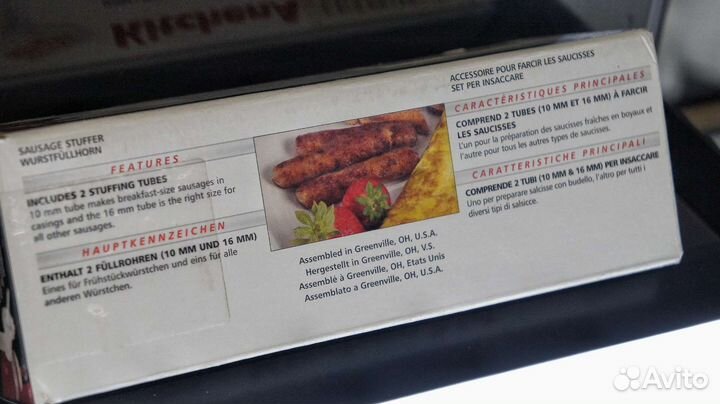 KitchenA
SAUSAGE STUFFER
WURSTFÜLLHORN
FEATURES
INCLUDES 2 STUFFING TUBES
10 mm tube makes breakfast-size sausages in
casings and the 16 mm tube is the right size for
all other sausages.
HAUPTKENNZEICHEN
ENTHALT 2 FÜLLROHREN (10 MM UND 16 MM)
Eines für Frühstückwürstchen und eins für alle
anderen Würstchen.
Assembled in Greenville, OH, U.S.A.
Hergestellt in Greenville, OH, V.S.
Assemblé à Greenville, OH, Etats Unis
Assemblato a Greenville, OH, U.S.A.
ACCESSOIRE POUR FARCIR LES SAUCISSES
SET PER INSACCARE
CARACTÉRISTIQUES PRINCIPALES
COMPREND 2 TUBES (10 MM ET 16 MM) À FARCIR
LES SAUCISSES
L'un pour la préparation des saucisses fraîches en boyaux et
l'autre pour tous les autres types de saucisses.
CARATTERISTICHE PRINCIPALI
COMPRENDE 2 TUBI (10 MM & 16 MM) PER INSACCARE
Uno per preparare salcisse con budello, l'altro per tutti i
diversi tipi di salsicce.
Avito